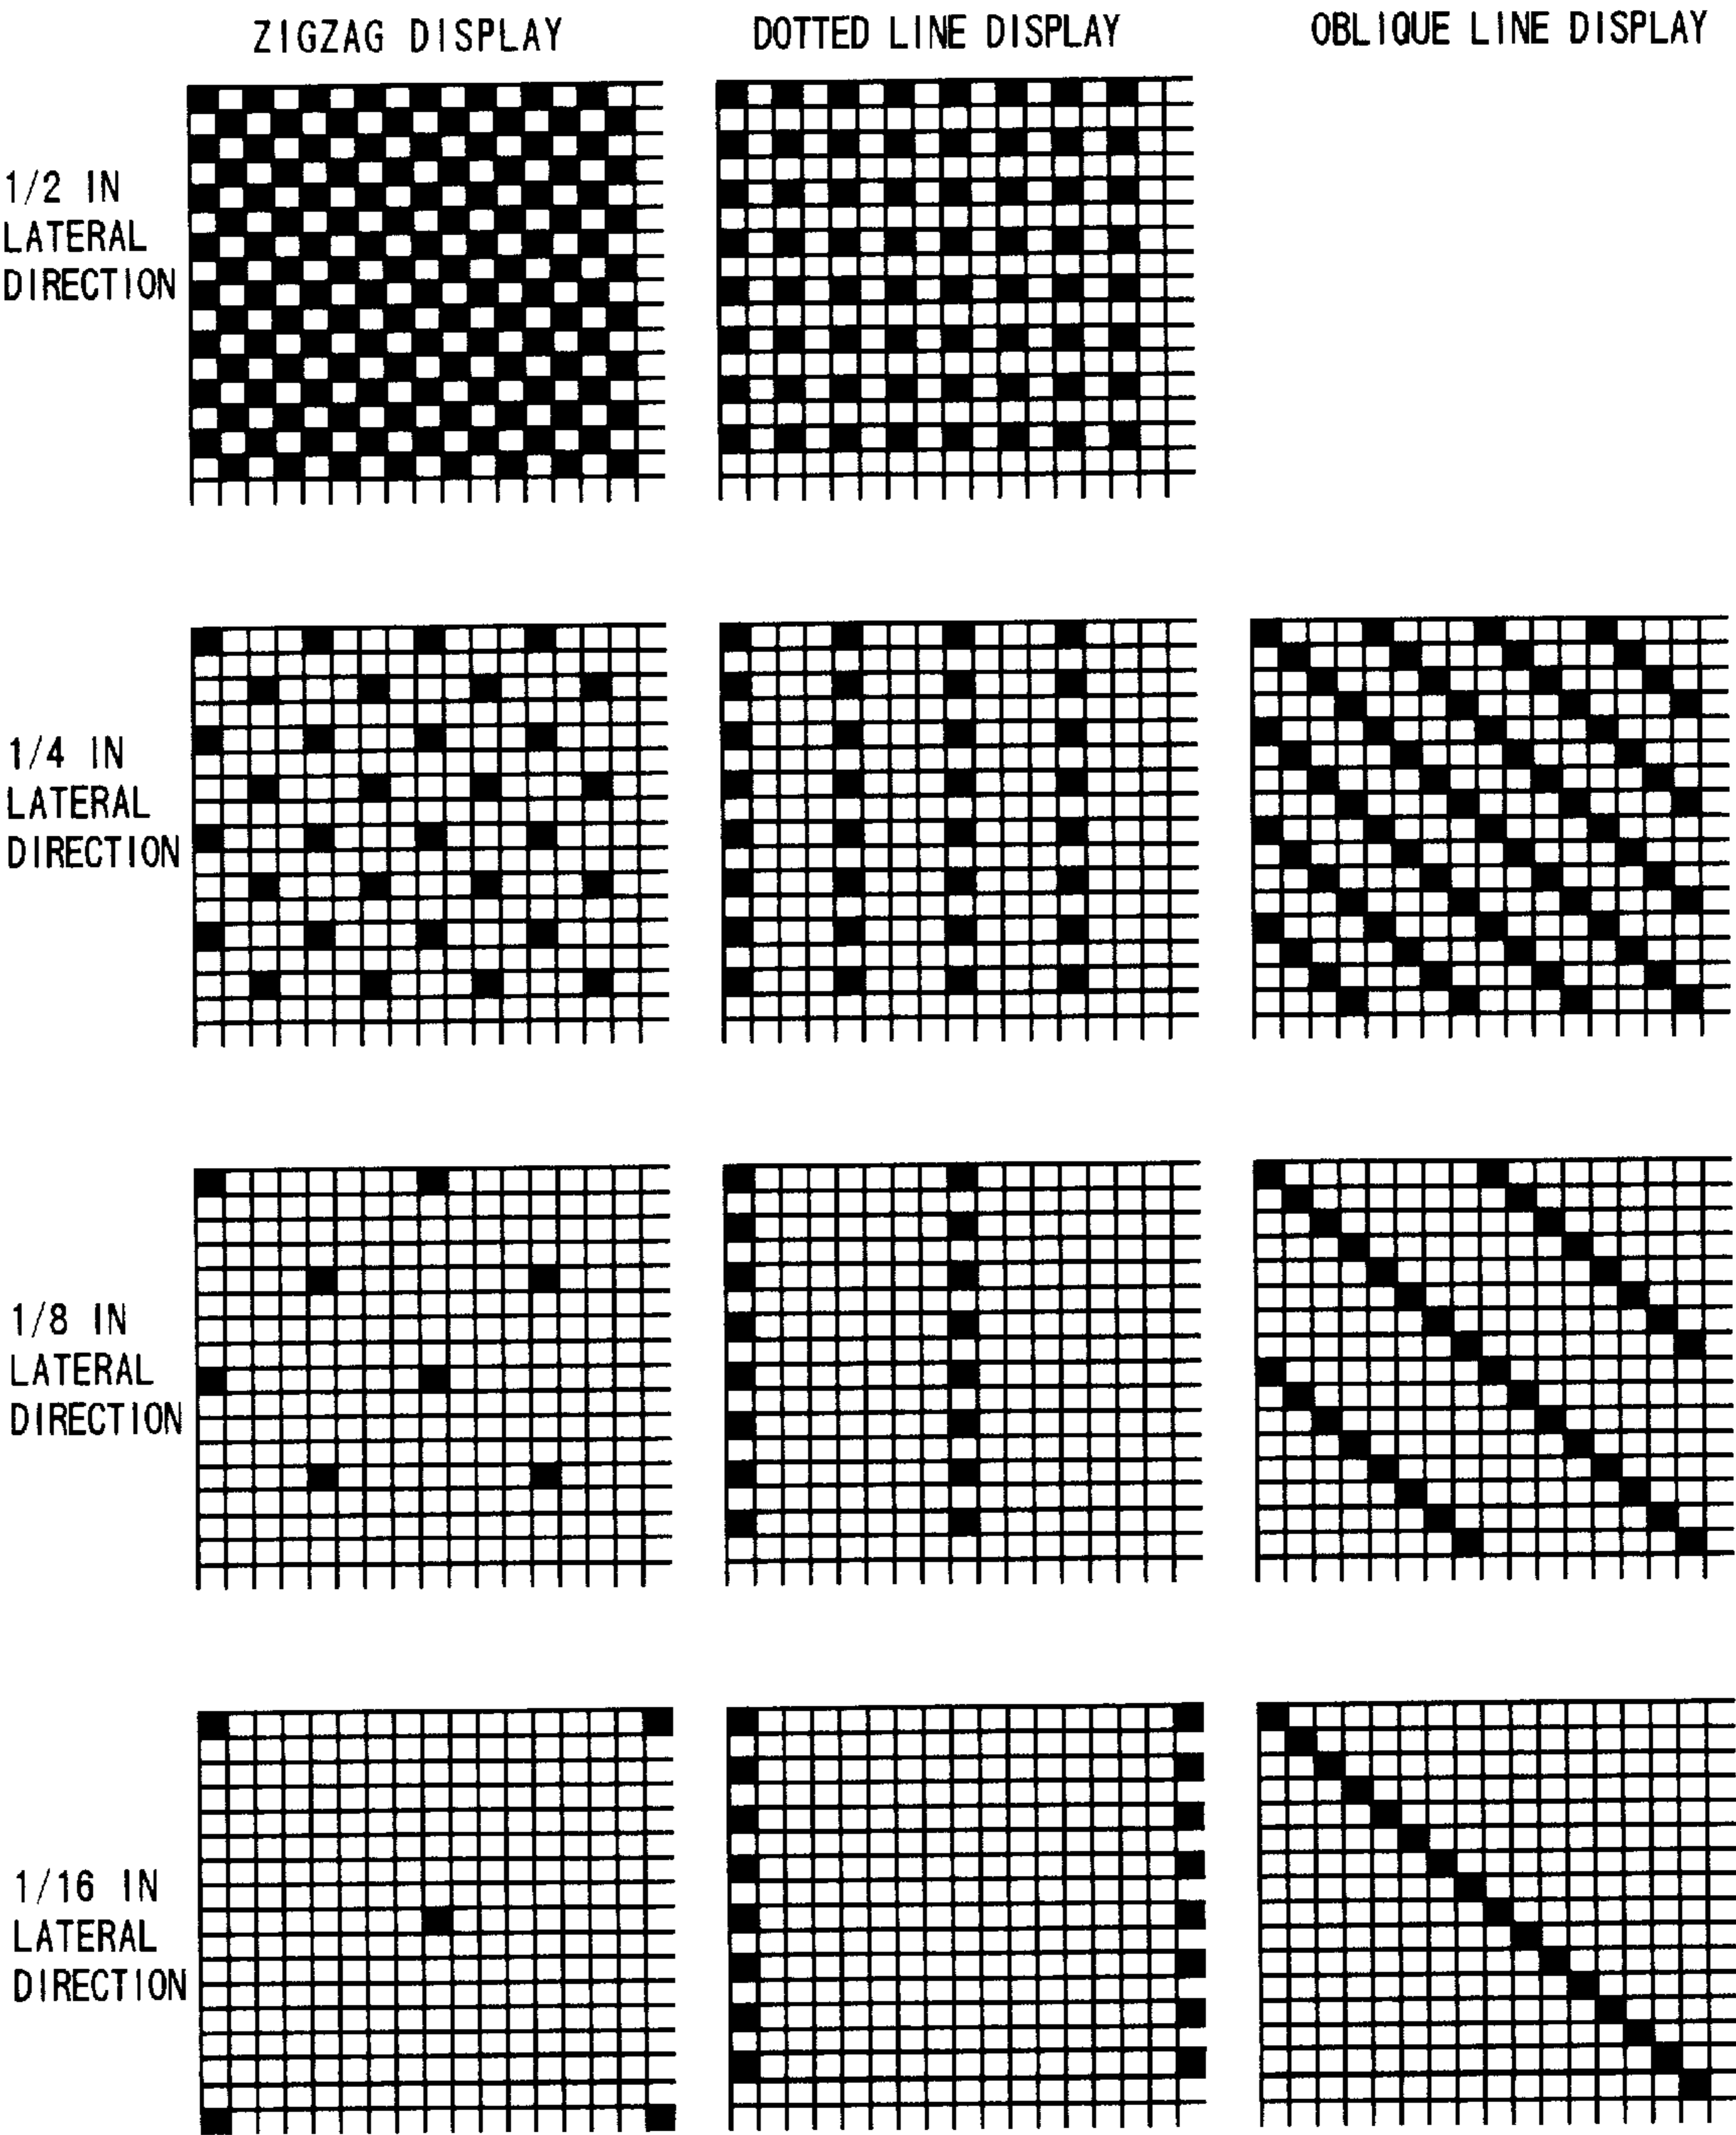 ZIGZAG DISPLAY
DOTTED LINE DISPLAY
OBLIQUE LINE DISPLAY
1/2 IN
LATERAL
DIRECTION
1/4 IN
LATERAL
DIRECTION
1/8 IN
LATERAL
DIRECTION
1/16 IN
LATERAL
DIRECTION